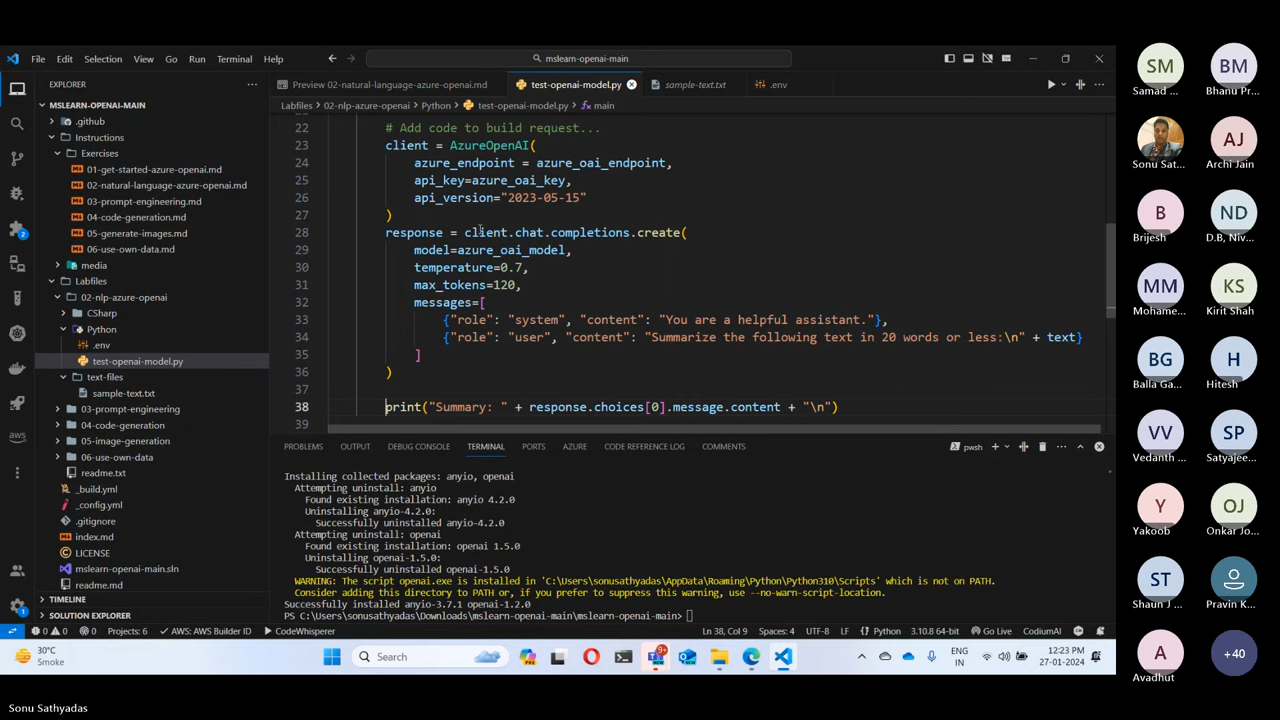 File Edit Selection View Go Run Terminal Help
mslearn-openai-main
EXPLORER
MSLEARN-OPENAI-MAIN
.github
Instructions
Exercises
01-get-started-azure-openai.md
02-natural-language-azure-openai.md
03-prompt-engineering.md
04-code-generation.md
05-generate-images.md
06-use-own-data.md
media
Labfiles
02-nlp-azure-openai
CSharp
Python
.env
test-openai-model.py
text-files
sample-text.txt
03-prompt-engineering
04-code-generation
05-image-generation
06-use-own-data
readme.txt
_build.yml
_config.yml
.gitignore
index.md
LICENSE
mslearn-openai-main.sln
readme.md
TIMELINE
SOLUTION EXPLORER
aws
Preview 02-natural-language-azure-openai.md
test-openai-model.py
sample-text.txt
.env
Labfiles > 02-nlp-azure-openai > Python > test-openai-model.py > main
22 # Add code to build request...
23 client = AzureOpenAI(
24 azure_endpoint = azure_oai_endpoint,
25 api_key=azure_oai_key,
26 api_version="2023-05-15"
27 )
28 response = client.chat.completions.create(
29 model=azure_oai_model,
30 temperature=0.7,
31 max_tokens=120,
32 messages=[
33 {"role": "system", "content": "You are a helpful assistant."},
34 {"role": "user", "content": "Summarize the following text in 20 words or less:\n" + text}
35 ]
36 )
37
38 print("Summary: " + response.choices[0].message.content + "\n")
39
PROBLEMS OUTPUT DEBUG CONSOLE TERMINAL PORTS AZURE CODE REFERENCE LOG COMMENTS
pwsh
Installing collected packages: anyio, openai
Attempting uninstall: anyio
Found existing installation: anyio 4.2.0
Uninstalling anyio-4.2.0:
Successfully uninstalled anyio-4.2.0
Attempting uninstall: openai
Found existing installation: openai 1.5.0
Uninstalling openai-1.5.0:
Successfully uninstalled openai-1.5.0
WARNING: The script openai.exe is installed in 'C:\Users\sonusathyadas\AppData\Roaming\Python\Python310\Scripts' which is not on PATH.
Consider adding this directory to PATH or, if you prefer to suppress this warning, use --no-warn-script-location.
Successfully installed anyio-3.7.1 openai-1.2.0
PS C:\Users\sonusathyadas\Downloads\mslearn-openai-main\mslearn-openai-main>
0 0 0 Projects: 6 AWS: AWS Builder ID CodeWhisperer
Ln 38, Col 9 Spaces: 4 UTF-8 LF Python 3.10.8 64-bit Go Live CodiumAI
30°C
Smoke
Search
9+
ENG
IN
12:23 PM
27-01-2024
SM
Samad ...
BM
Bhanu Pr...
Sonu Sat...
AJ
Archi Jain
B
Brijesh
ND
D.B, Niv...
MM
Mohame...
KS
Kirit Shah
BG
Balla Ga...
H
Hitesh
VV
Vedanth ...
SP
Satyajee...
Y
Yakoob
OJ
Onkar Jo...
ST
Shaun J ...
Pravin K...
A
Avadhut
+40
Sonu Sathyadas